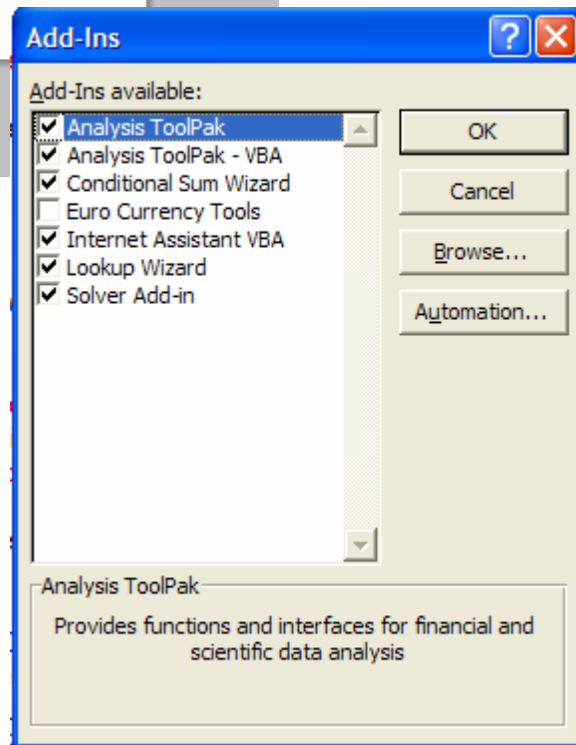 Add-Ins
Add-Ins available:
Analysis ToolPak
Analysis ToolPak - VBA
Conditional Sum Wizard
Euro Currency Tools
Internet Assistant VBA
Lookup Wizard
Solver Add-in
OK
Cancel
Browse...
Automation...
Analysis ToolPak
Provides functions and interfaces for financial and
scientific data analysis